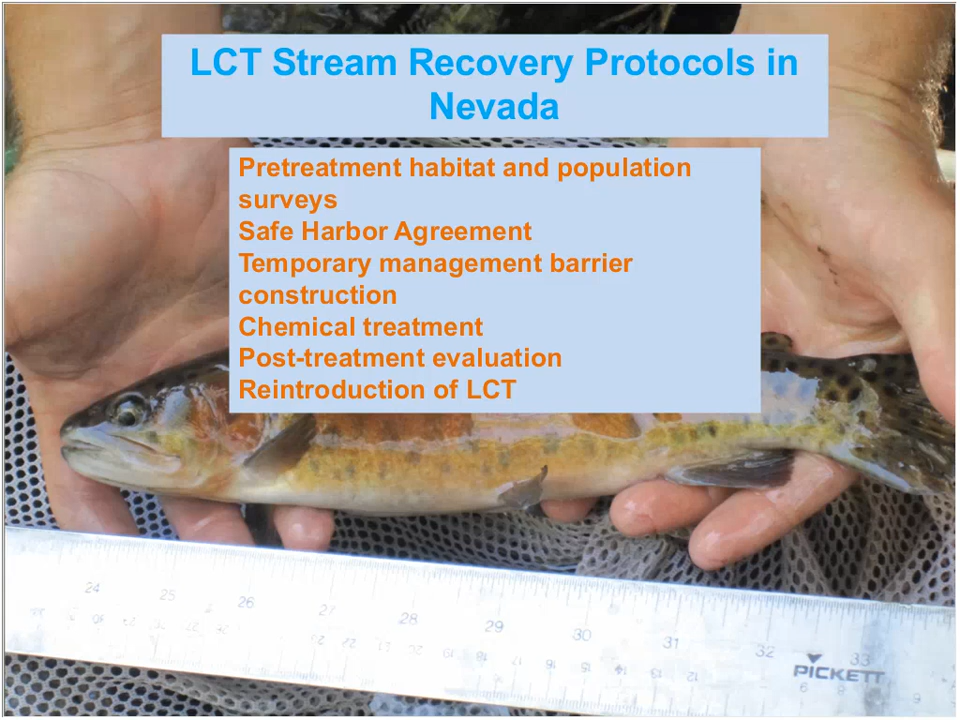 LCT Stream Recovery Protocols in
Nevada
Pretreatment habitat and population
surveys
Safe Harbor Agreement
Temporary management barrier
construction
Chemical treatment
Post-treatment evaluation
Reintroduction of LCT
24 25 26 27 28 29 30 31 32 33
PICKETT